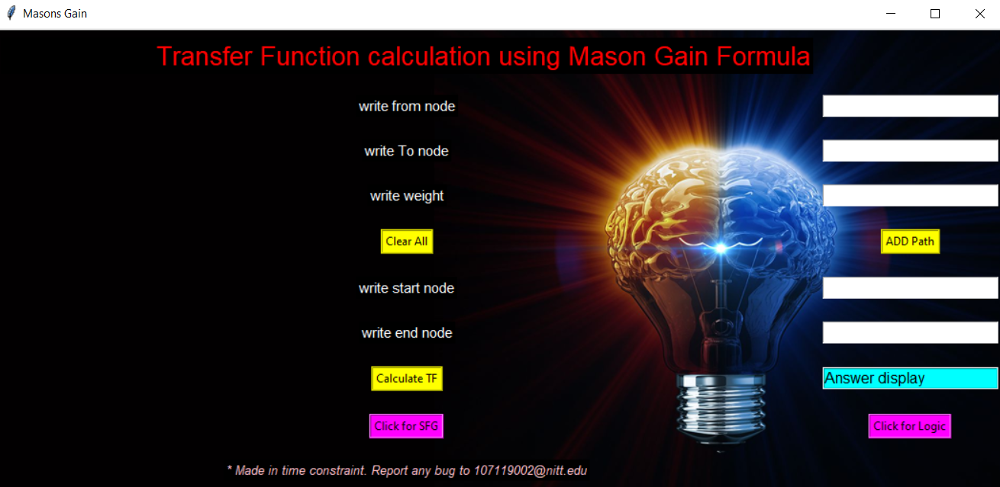 Masons Gain
Transfer Function calculation using Mason Gain Formula
write from node
write To node
write weight
Clear All
ADD Path
write start node
write end node
Calculate TF
Answer display
Click for SFG
Click for Logic
* Made in time constraint. Report any bug to 107119002@nitt.edu